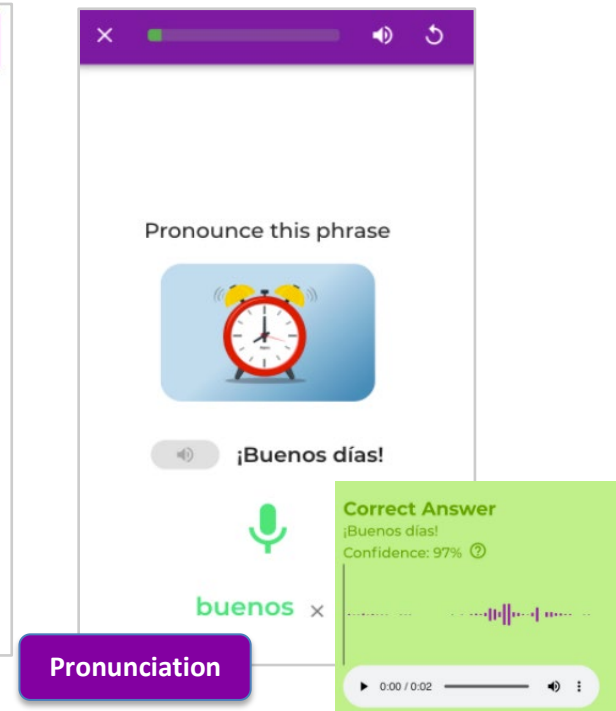 Pronounce this phrase
¡Buenos días!
buenos
Pronunciation
Correct Answer
¡Buenos días!
Confidence: 97%
0:00 / 0:02